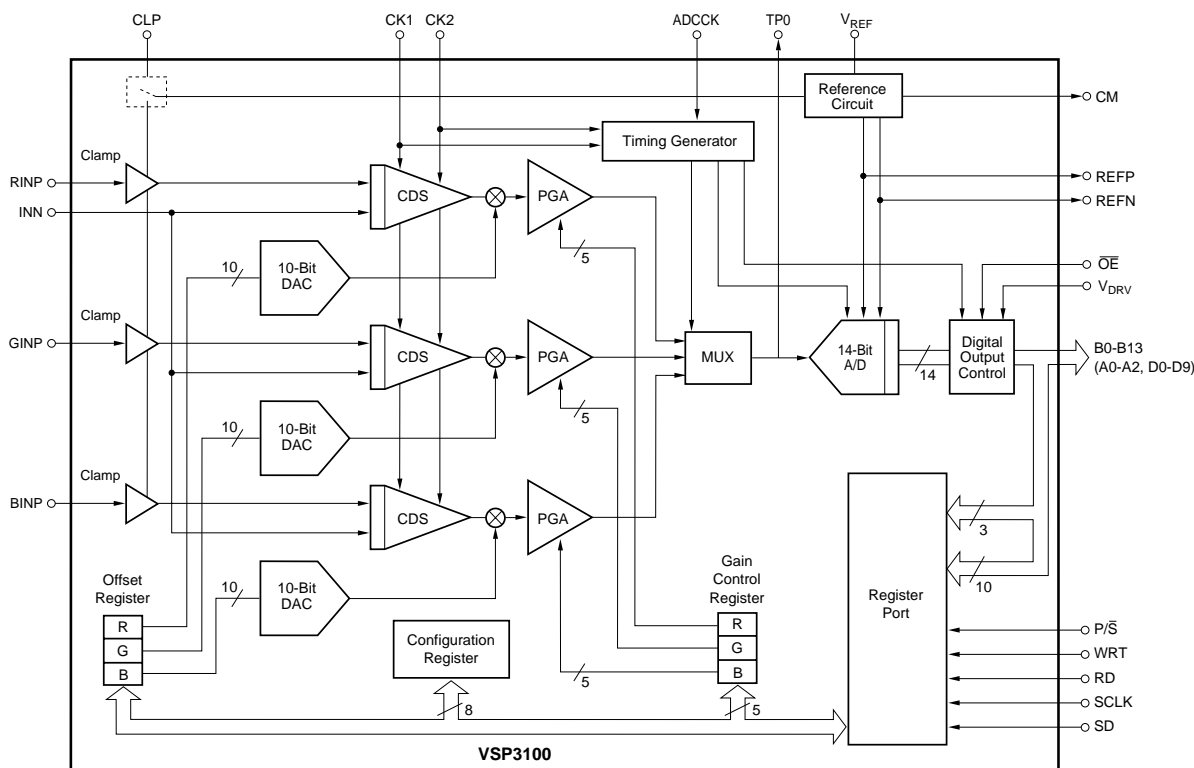 CLP CK1 CK2 ADCCK TP0 VREF
Reference
Circuit
CM
Timing Generator
Clamp
RINP
CDS
PGA
REFP
INN
REFN
5
10
10-Bit
DAC
OE
VDRV
Clamp
GINP
CDS
PGA
MUX
14-Bit
A/D
14
Digital
Output
Control
B0-B13
(A0-A2, D0-D9)
5
10
10-Bit
DAC
Clamp
BINP
CDS
PGA
3
10
Offset
Register
R
G
B
10
10-Bit
DAC
Configuration
Register
Gain
Control
Register
R
G
B
5
Register
Port
P/S
WRT
RD
SCLK
SD
8
5
VSP3100